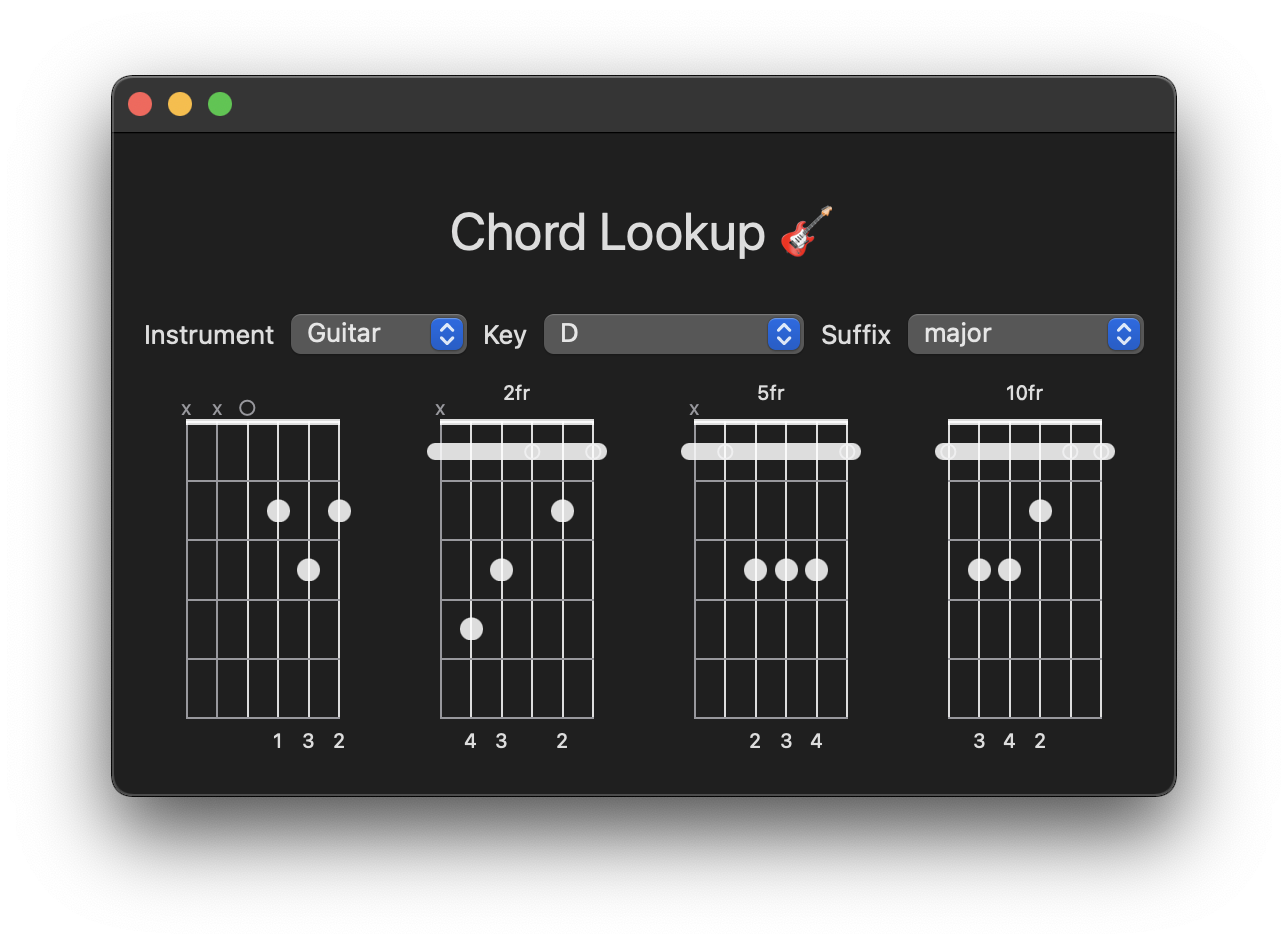 Chord Lookup 🎸
Instrument Guitar Key D Suffix major
2fr 5fr 10fr
x x x x
1 3 2 4 3 2 2 3 4 3 4 2